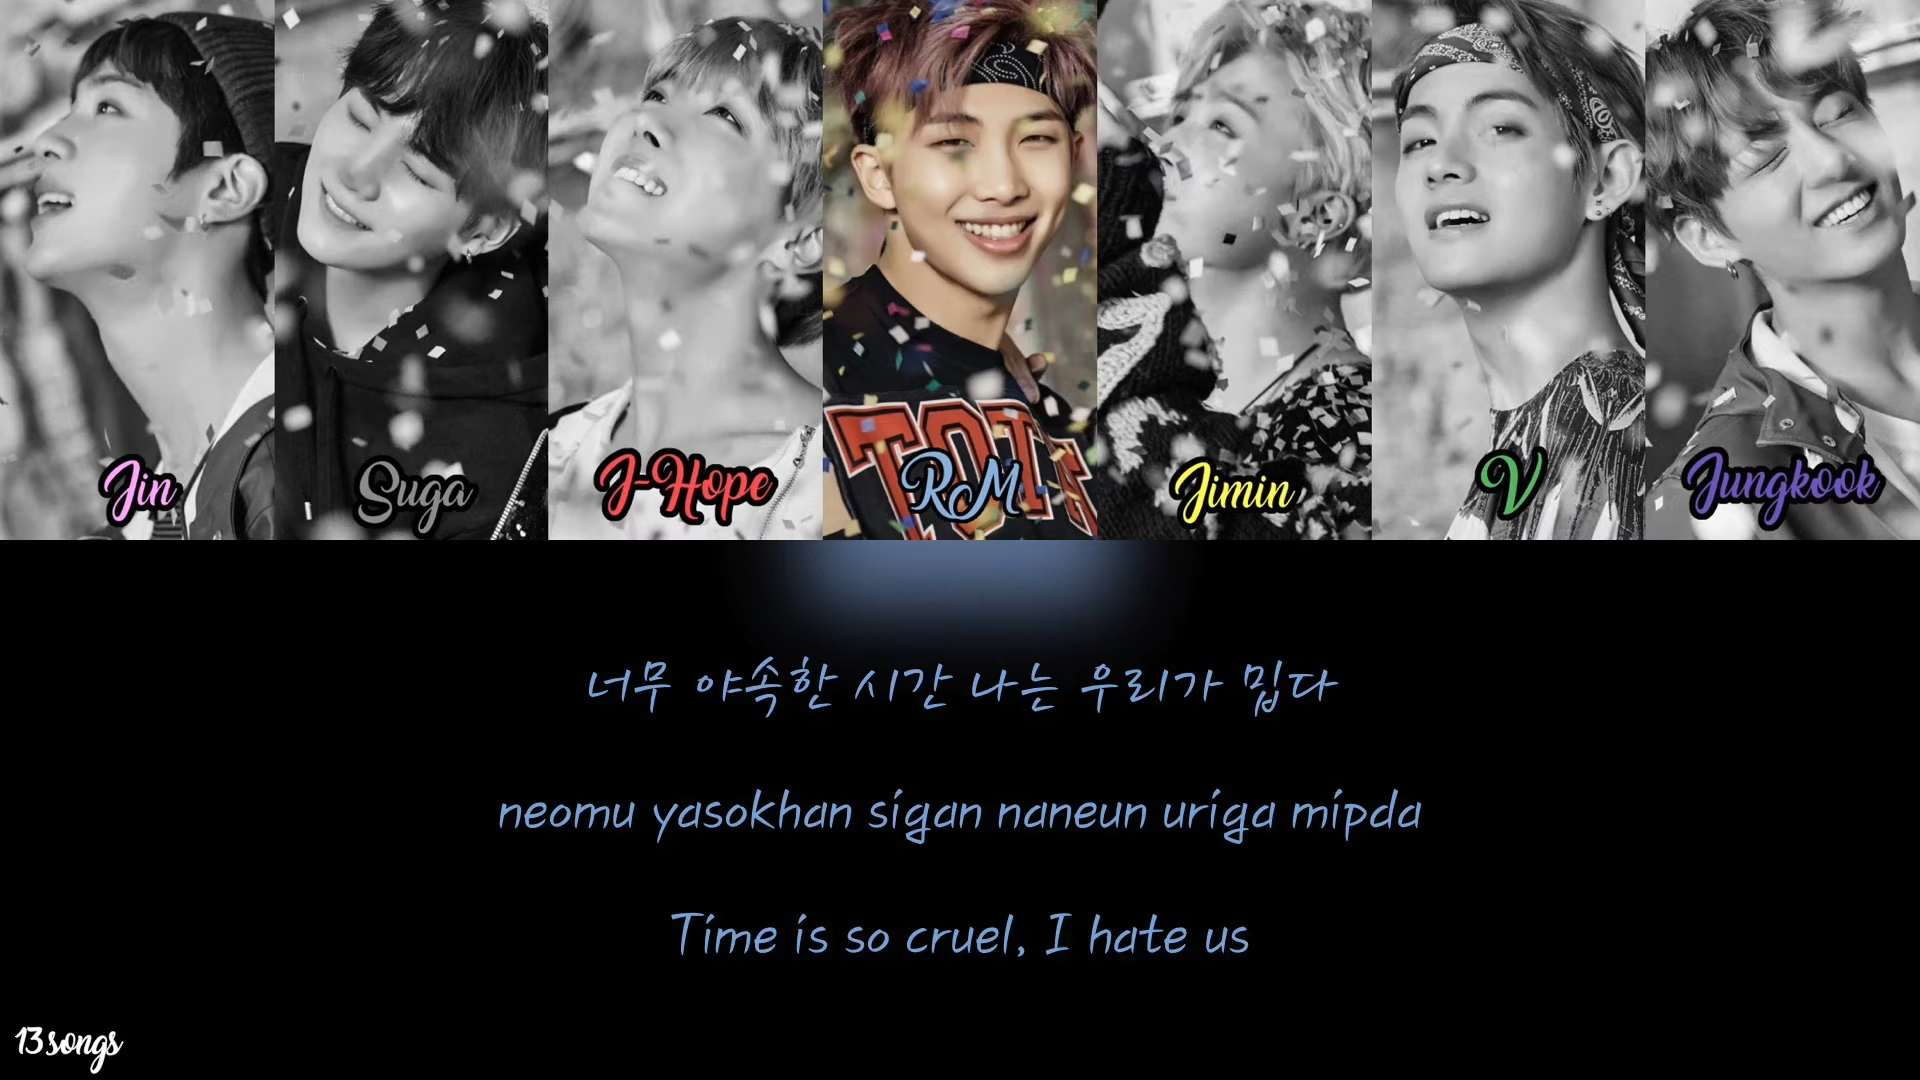 Jin Suga J-Hope RM Jimin V Jungkook
너무 야속한 시간 나는 우리가 밉다
neomu yasokhan sigan naneun uriga mipda
Time is so cruel, I hate us
13songs